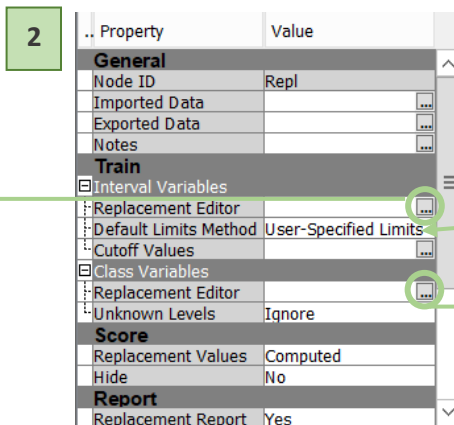 2
.. Property Value
General
Node ID Repl
Imported Data ...
Exported Data ...
Notes ...
Train
Interval Variables
Replacement Editor ...
Default Limits Method User-Specified Limits
Cutoff Values ...
Class Variables
Replacement Editor ...
Unknown Levels Ignore
Score
Replacement Values Computed
Hide No
Report
Replacement Report Yes